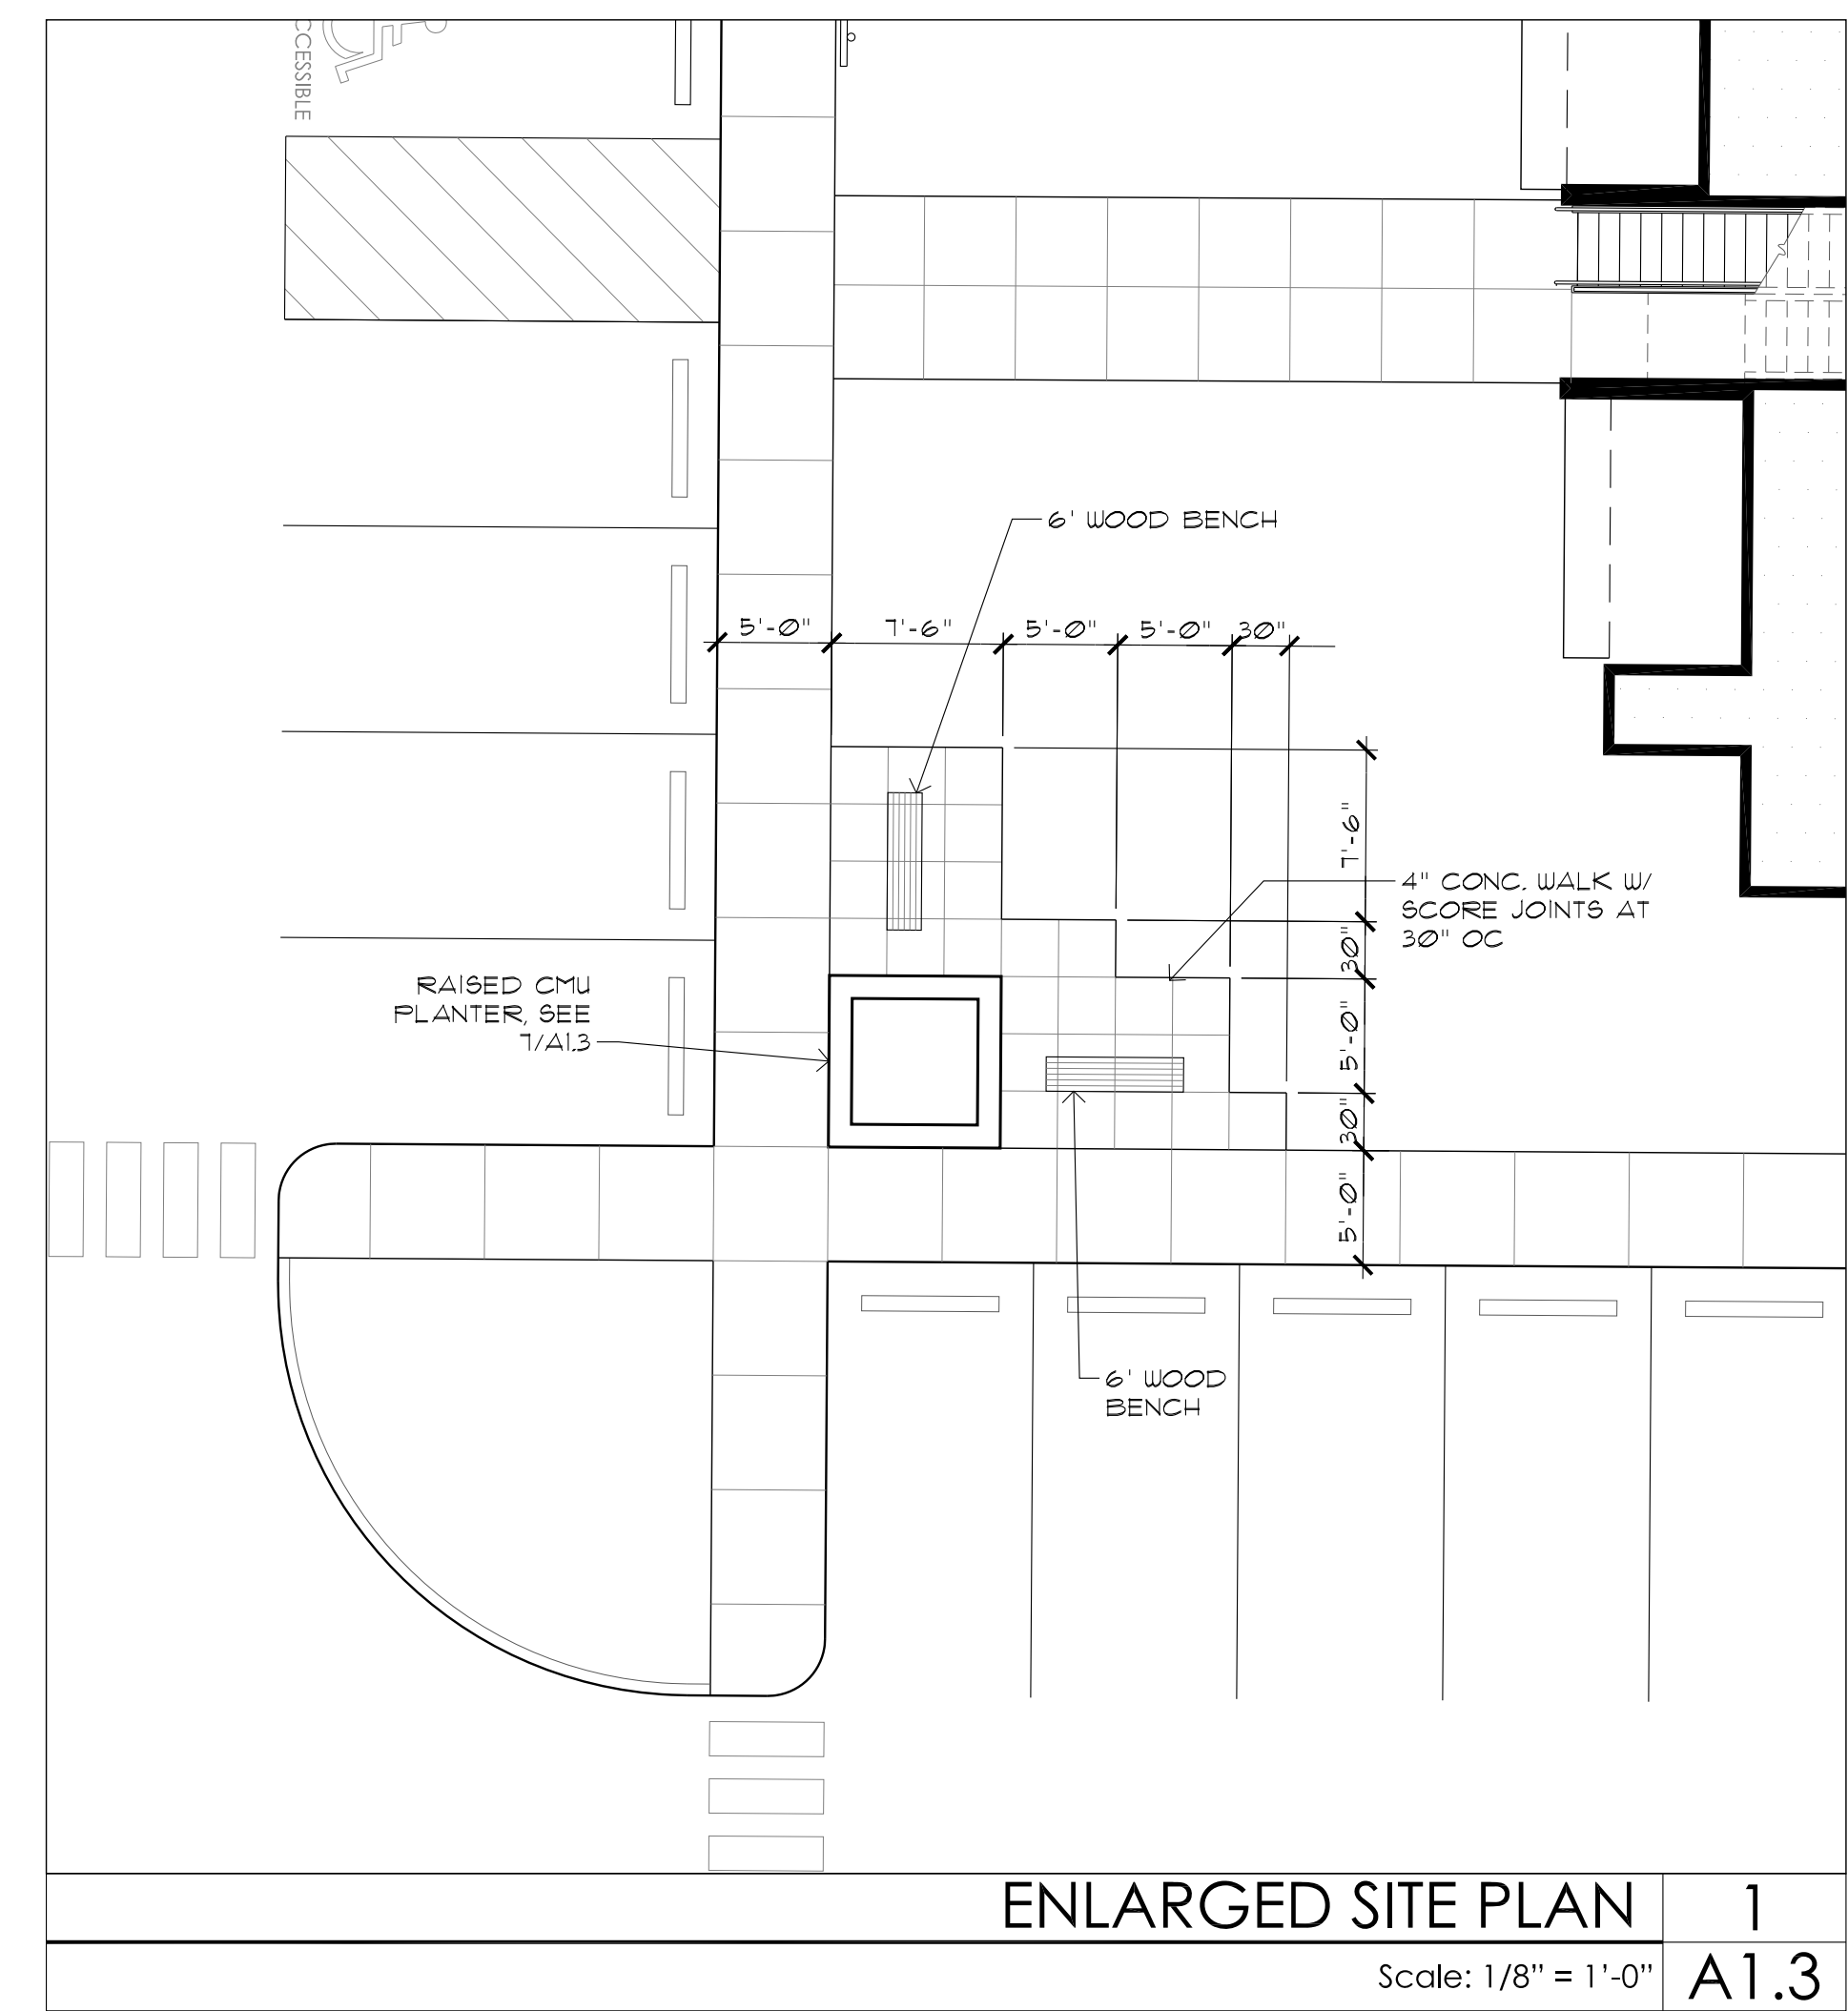 CCESSIBLE
6' WOOD BENCH
5'-0" 7'-6" 5'-0" 5'-0" 30"
7'-6"
4" CONC. WALK W/
SCORE JOINTS AT
30" OC
30"
RAISED CMU
PLANTER, SEE
7/A1.3
5'-0"
30"
5'-0"
6' WOOD
BENCH
ENLARGED SITE PLAN
1
Scale: 1/8” = 1’-0”
A1.3